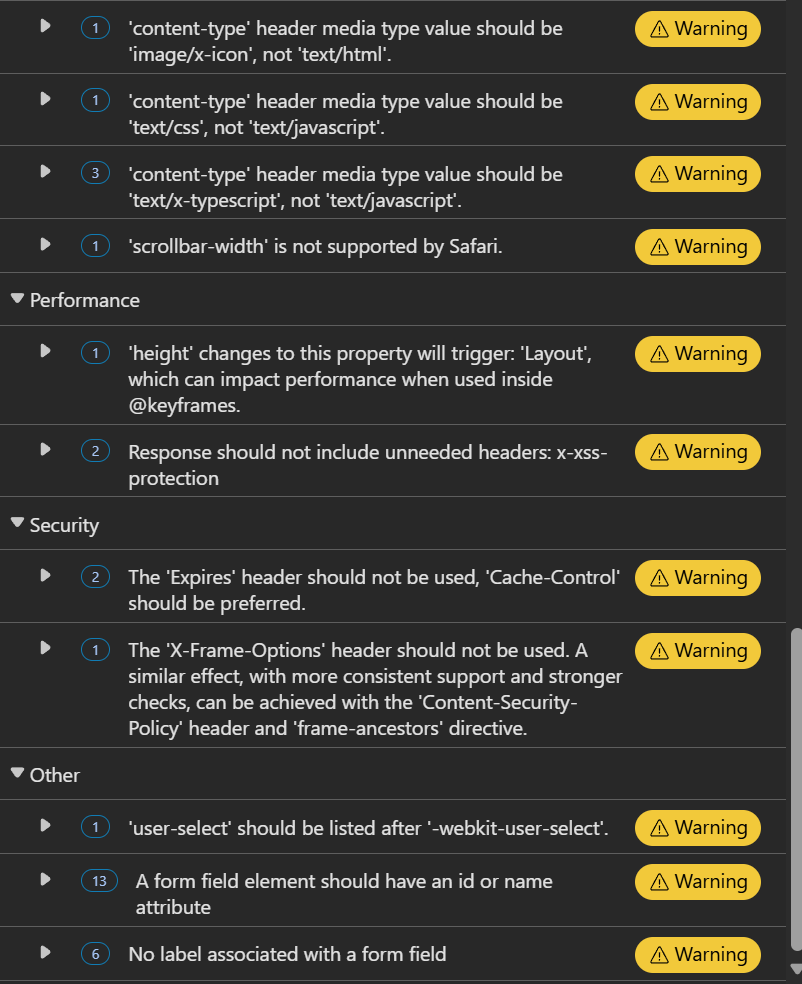 1 'content-type' header media type value should be Warning
'image/x-icon', not 'text/html'.
1 'content-type' header media type value should be Warning
'text/css', not 'text/javascript'.
3 'content-type' header media type value should be Warning
'text/x-typescript', not 'text/javascript'.
1 'scrollbar-width' is not supported by Safari. Warning
Performance
1 'height' changes to this property will trigger: 'Layout', Warning
which can impact performance when used inside
@keyframes.
2 Response should not include unneeded headers: x-xss- Warning
protection
Security
2 The 'Expires' header should not be used, 'Cache-Control' Warning
should be preferred.
1 The 'X-Frame-Options' header should not be used. A Warning
similar effect, with more consistent support and stronger
checks, can be achieved with the 'Content-Security-
Policy' header and 'frame-ancestors' directive.
Other
1 'user-select' should be listed after '-webkit-user-select'. Warning
13 A form field element should have an id or name Warning
attribute
6 No label associated with a form field Warning